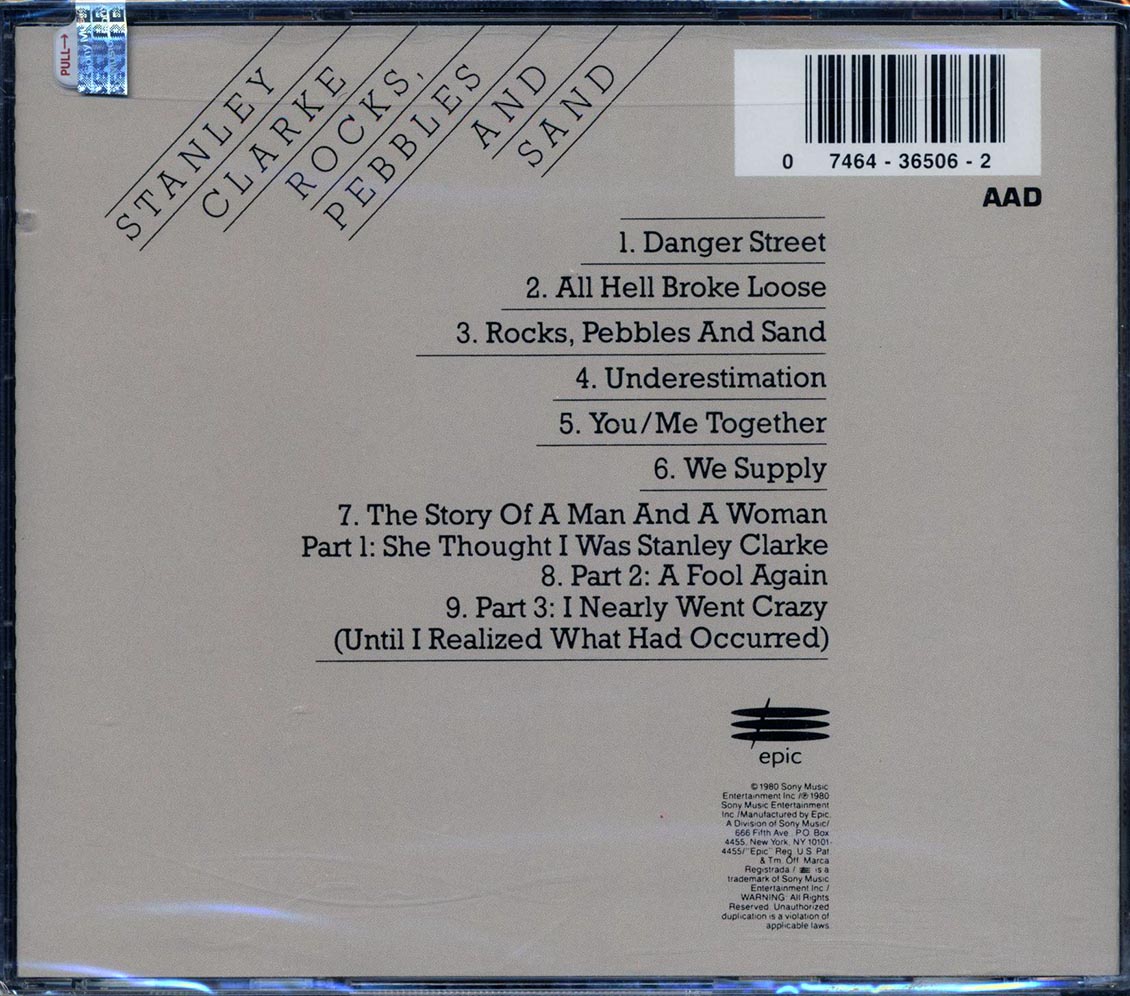 PULL→
STANLEY
CLARKE
ROCKS,
PEBBLES
AND
SAND
0 7464 - 36506 - 2
AAD
1. Danger Street
2. All Hell Broke Loose
3. Rocks, Pebbles And Sand
4. Underestimation
5. You/Me Together
6. We Supply
7. The Story Of A Man And A Woman
Part 1: She Thought I Was Stanley Clarke
8. Part 2: A Fool Again
9. Part 3: I Nearly Went Crazy
(Until I Realized What Had Occurred)
epic
© 1980 Sony Music
Entertainment Inc./℗ 1980
Sony Music Entertainment
Inc./Manufactured by Epic,
A Division of Sony Music/
666 Fifth Ave., P.O. Box
4455, New York, NY 10101-
4455/"Epic" Reg. U.S. Pat.
& Tm. Off. Marca
Registrada / is a
trademark of Sony Music
Entertainment Inc./
WARNING: All Rights
Reserved. Unauthorized
duplication is a violation of
applicable laws.